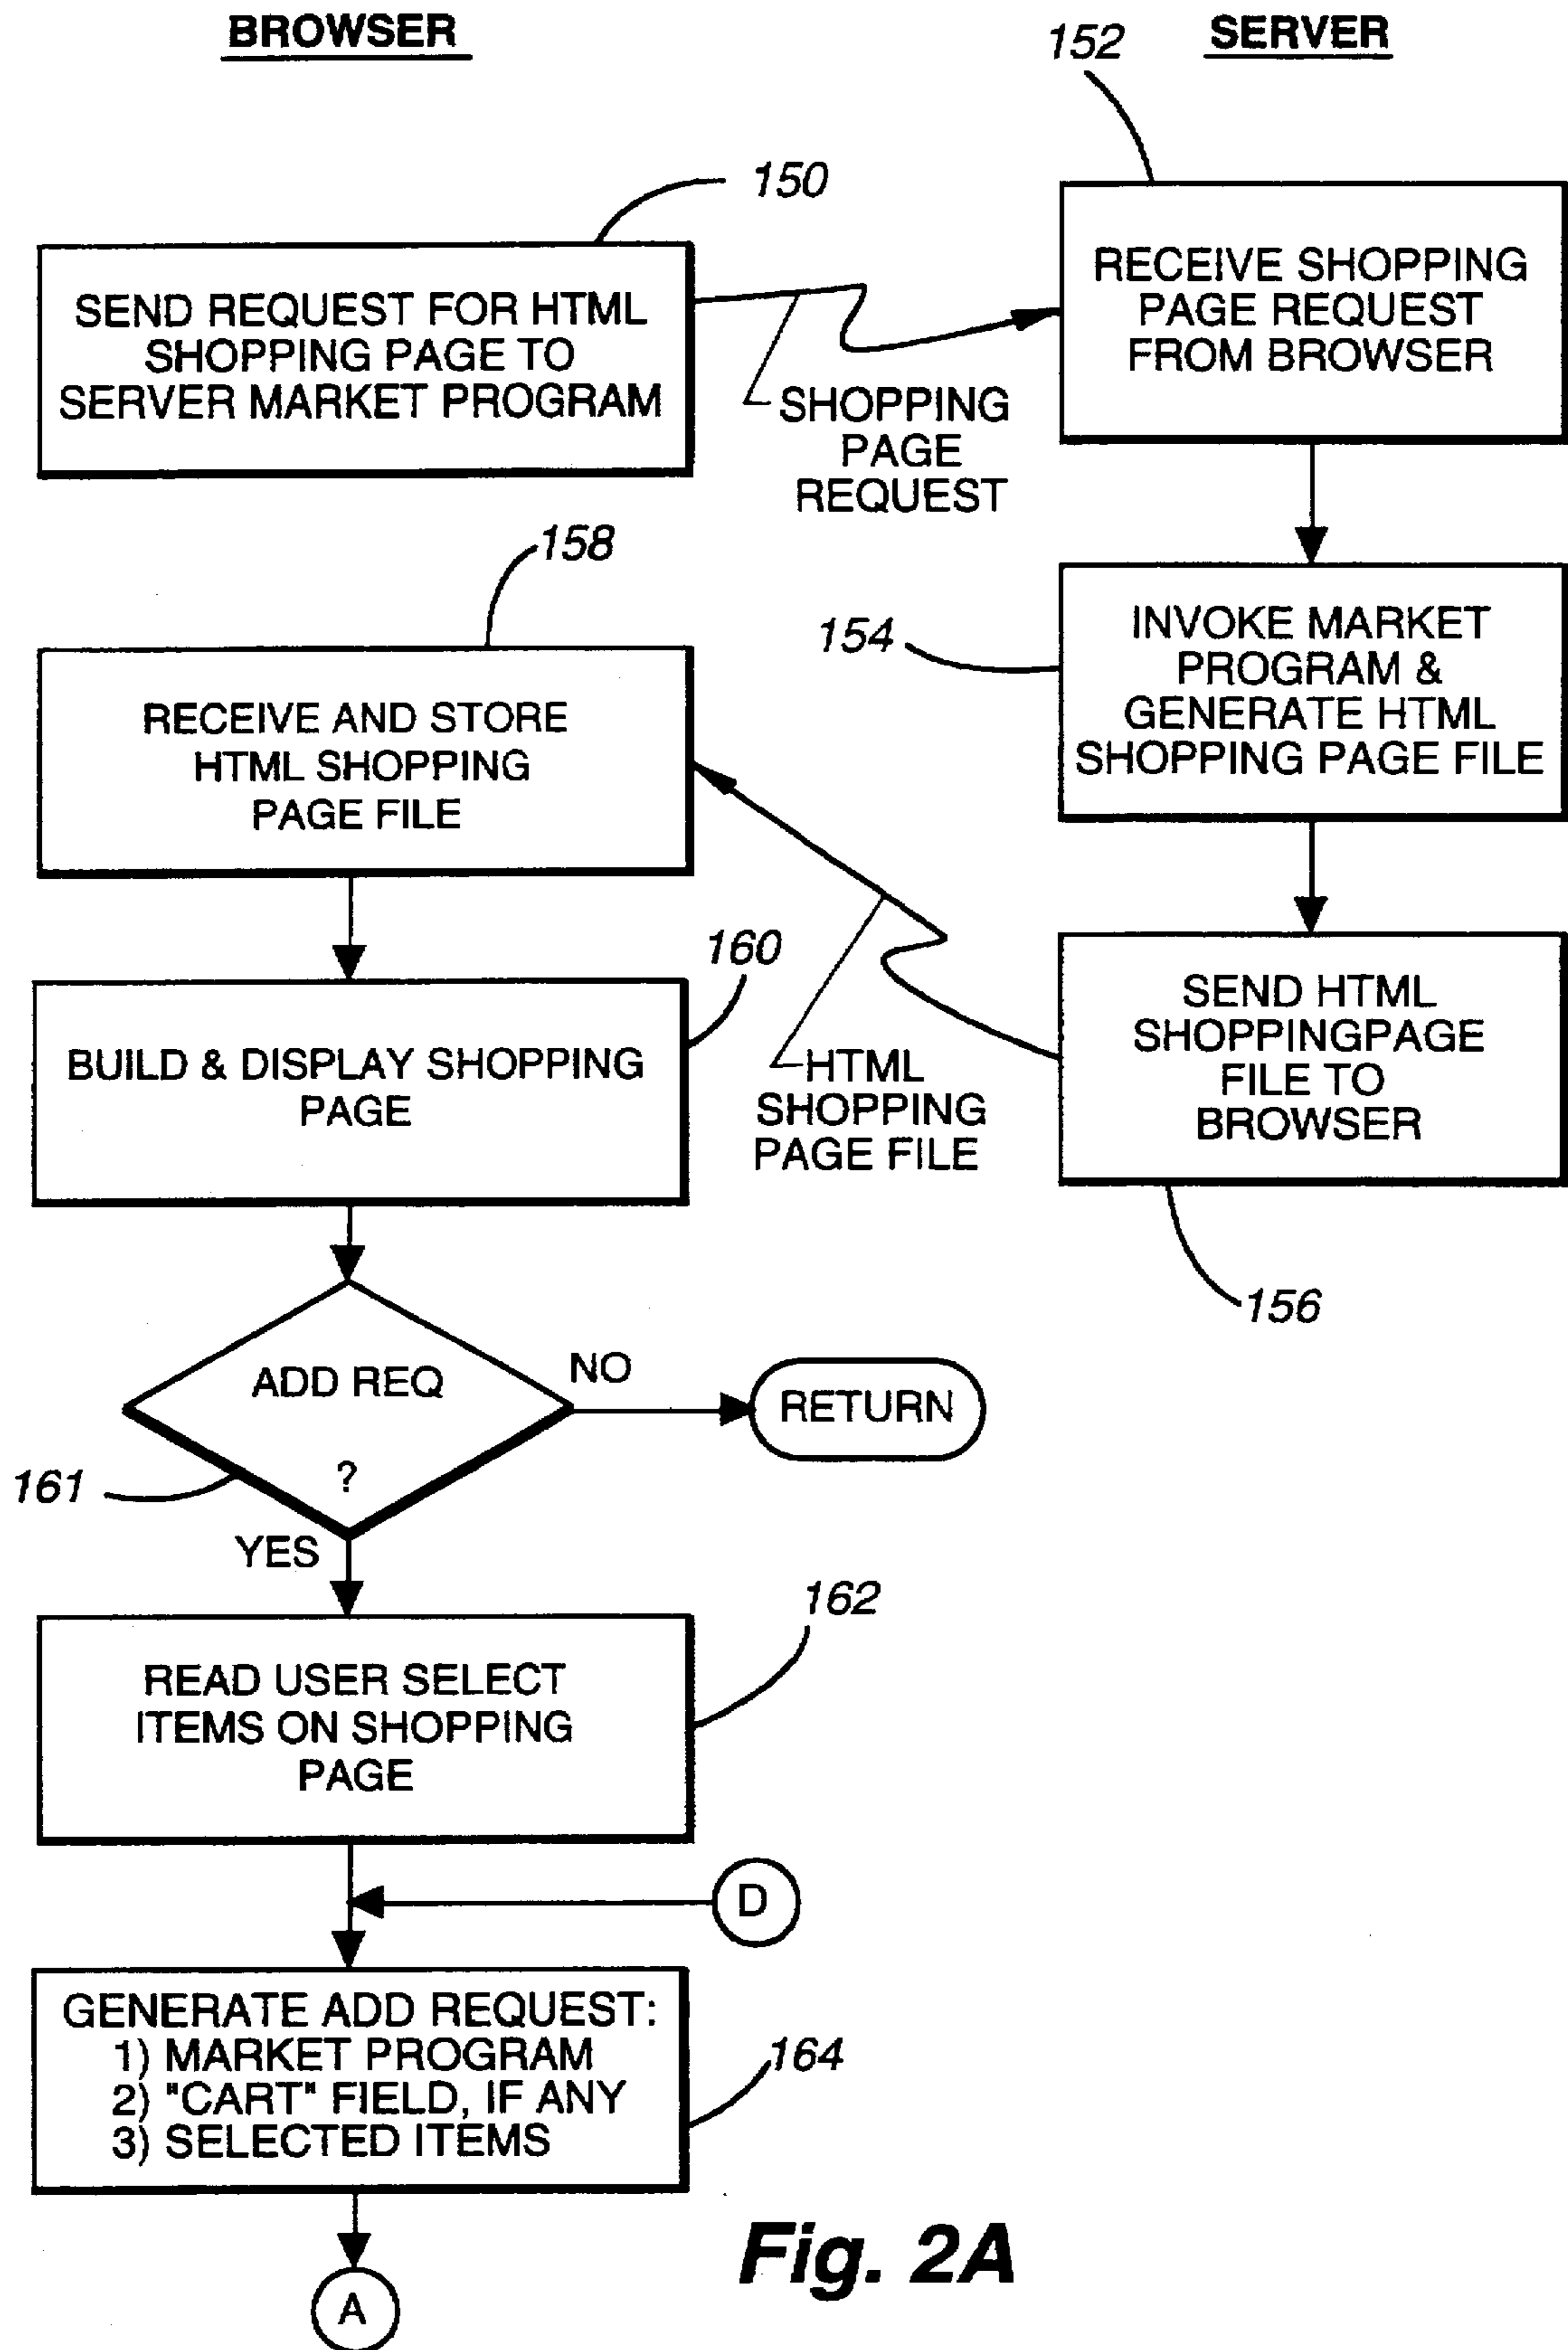 BROWSER
SERVER
152
150
SEND REQUEST FOR HTML
SHOPPING PAGE TO
SERVER MARKET PROGRAM
RECEIVE SHOPPING
PAGE REQUEST
FROM BROWSER
SHOPPING
PAGE
REQUEST
158
154
INVOKE MARKET
PROGRAM &
GENERATE HTML
SHOPPING PAGE FILE
RECEIVE AND STORE
HTML SHOPPING
PAGE FILE
160
SEND HTML
SHOPPINGPAGE
FILE TO
BROWSER
BUILD & DISPLAY SHOPPING
PAGE
HTML
SHOPPING
PAGE FILE
156
ADD REQ
?
NO
RETURN
161
YES
162
READ USER SELECT
ITEMS ON SHOPPING
PAGE
D
GENERATE ADD REQUEST:
1) MARKET PROGRAM
2) "CART" FIELD, IF ANY
3) SELECTED ITEMS
164
A
Fig. 2A